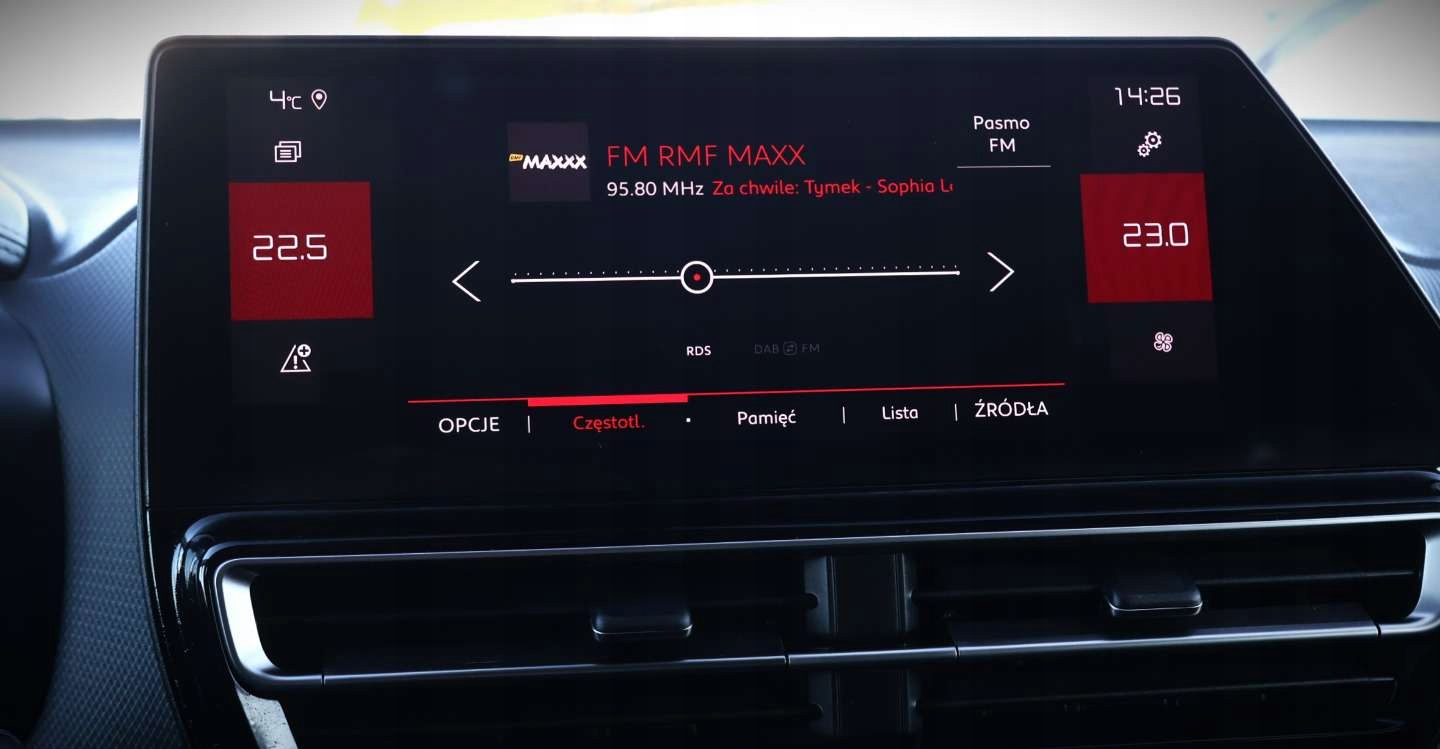 4°C
14:26
22.5
RMF MAXXX
FM RMF MAXX
95.80 MHz Za chwile: Tymek - Sophia
Pasmo
FM
23.0
RDS
DAB FM
OPCJE | Częstotl. · Pamięć | Lista | ŹRÓDŁA